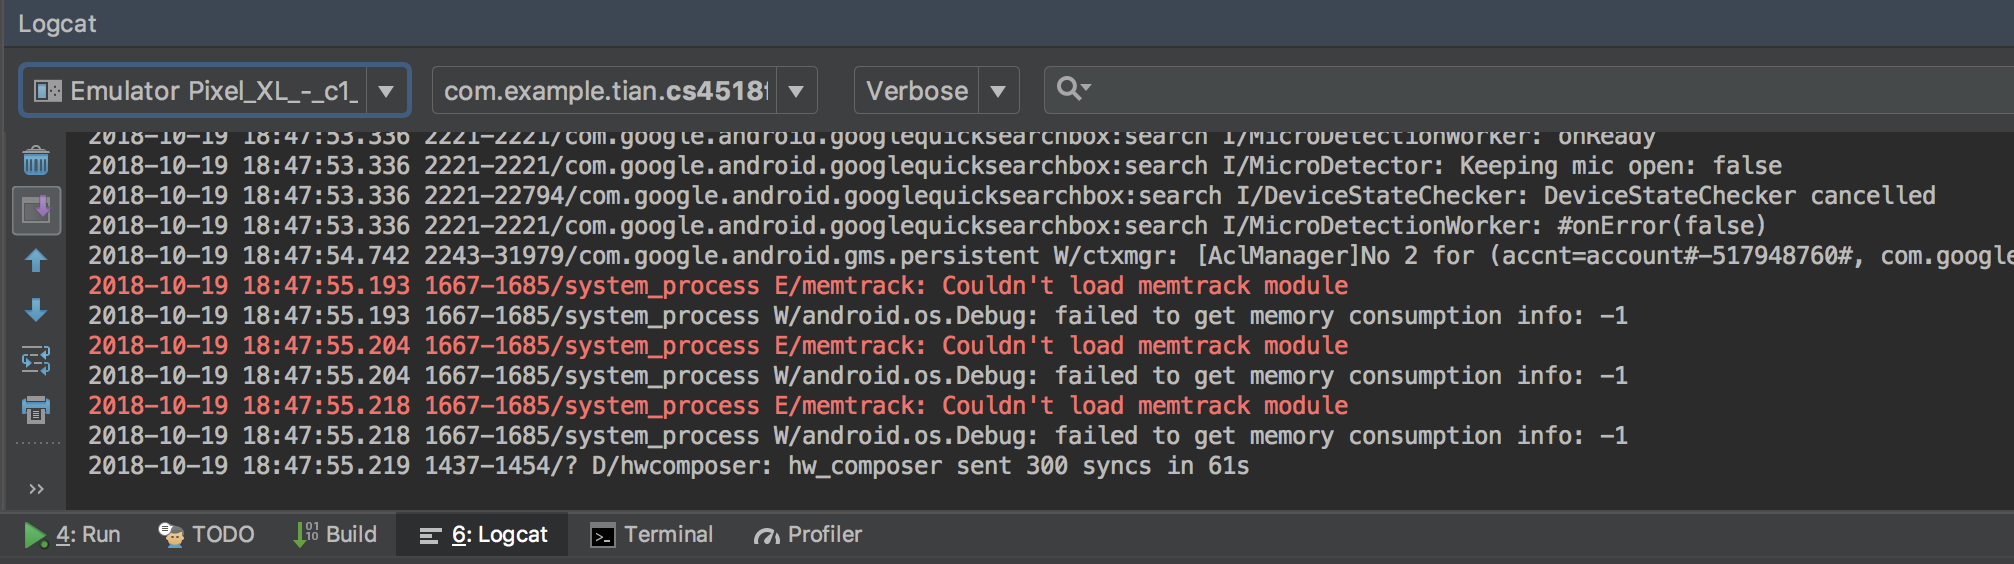 Logcat
Emulator Pixel_XL_-_c1_ com.example.tian.cs4518 Verbose
2018-10-19 18:47:53.336 2221-2221/com.google.android.googlequicksearchbox:search I/MicroDetectionWorker: onReady
2018-10-19 18:47:53.336 2221-2221/com.google.android.googlequicksearchbox:search I/MicroDetector: Keeping mic open: false
2018-10-19 18:47:53.336 2221-22794/com.google.android.googlequicksearchbox:search I/DeviceStateChecker: DeviceStateChecker cancelled
2018-10-19 18:47:53.336 2221-2221/com.google.android.googlequicksearchbox:search I/MicroDetectionWorker: #onError(false)
2018-10-19 18:47:54.742 2243-31979/com.google.android.gms.persistent W/ctxmgr: [AclManager]No 2 for (accnt=account#-517948760#, com.google
2018-10-19 18:47:55.193 1667-1685/system_process E/memtrack: Couldn't load memtrack module
2018-10-19 18:47:55.193 1667-1685/system_process W/android.os.Debug: failed to get memory consumption info: -1
2018-10-19 18:47:55.204 1667-1685/system_process E/memtrack: Couldn't load memtrack module
2018-10-19 18:47:55.204 1667-1685/system_process W/android.os.Debug: failed to get memory consumption info: -1
2018-10-19 18:47:55.218 1667-1685/system_process E/memtrack: Couldn't load memtrack module
2018-10-19 18:47:55.218 1667-1685/system_process W/android.os.Debug: failed to get memory consumption info: -1
2018-10-19 18:47:55.219 1437-1454/? D/hwcomposer: hw_composer sent 300 syncs in 61s
4: Run TODO Build 6: Logcat Terminal Profiler